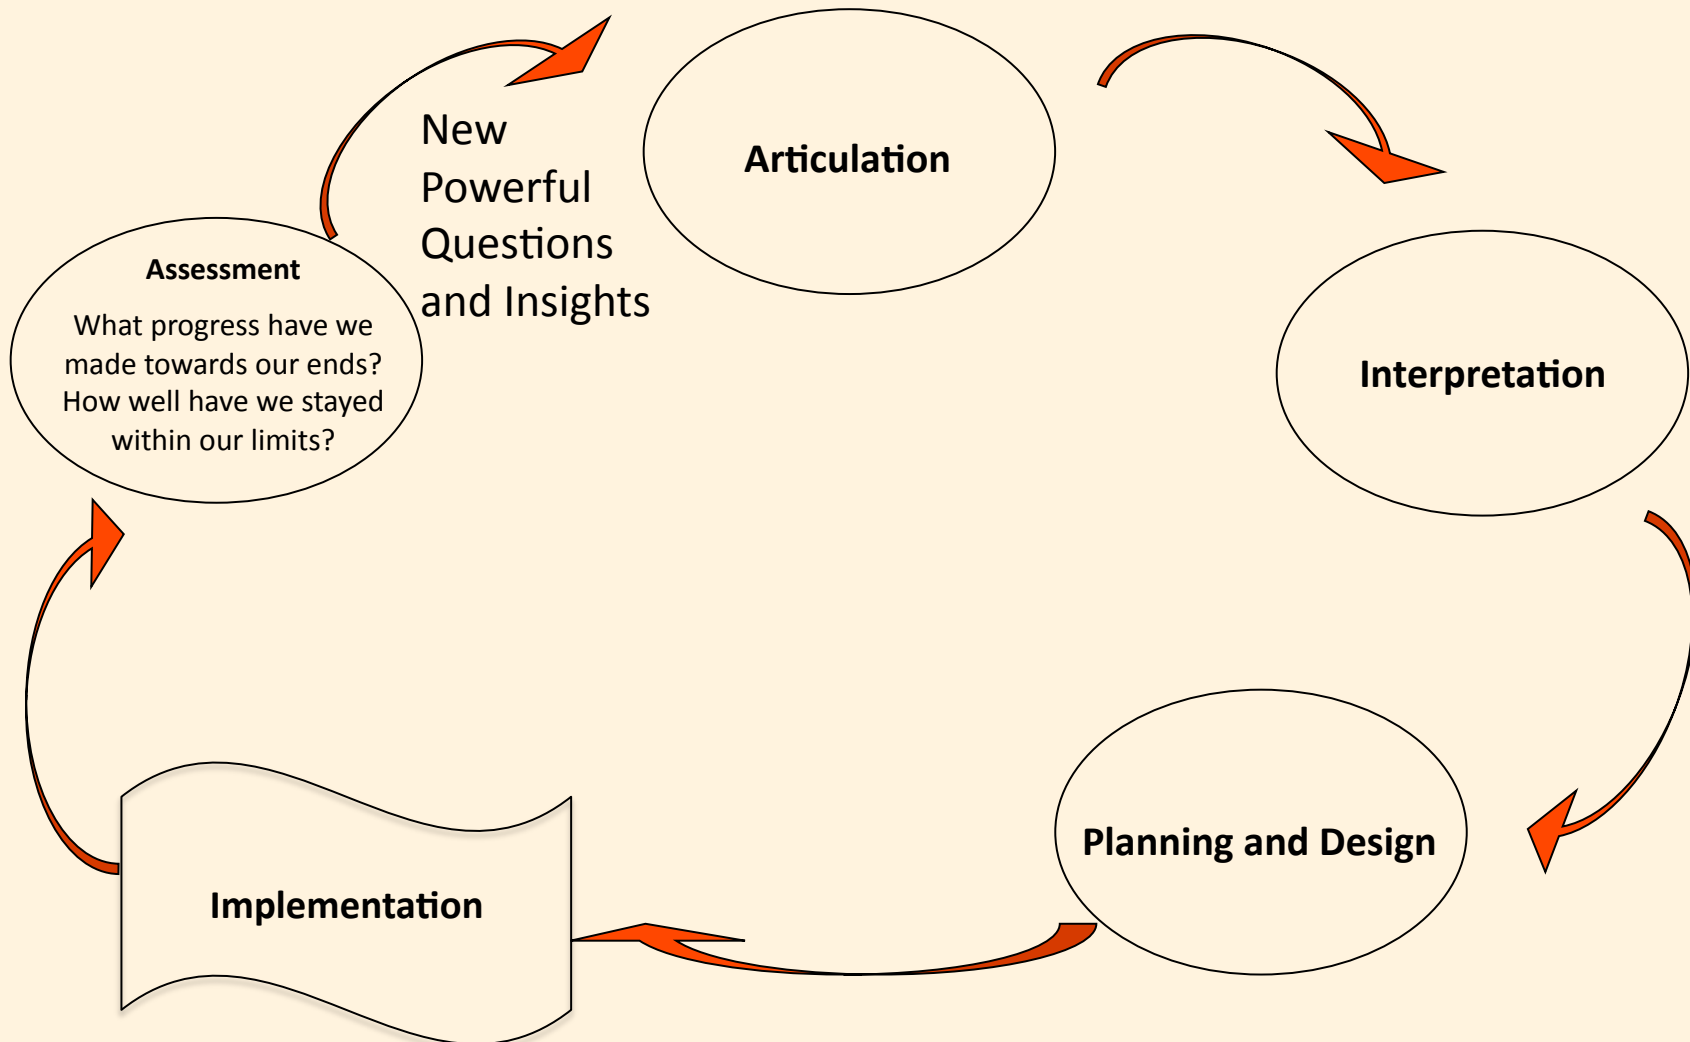 New
Powerful
Questions
and Insights
Articulation
Assessment
What progress have we
made towards our ends?
How well have we stayed
within our limits?
Interpretation
Planning and Design
Implementation